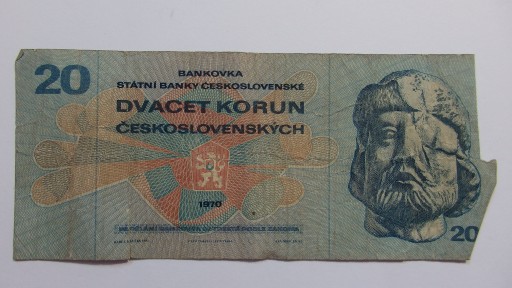 20
BANKOVKA
STÁTNÍ BANKY ČESKOSLOVENSKÉ
DVACET KORUN
ČESKOSLOVENSKÝCH
1970
20